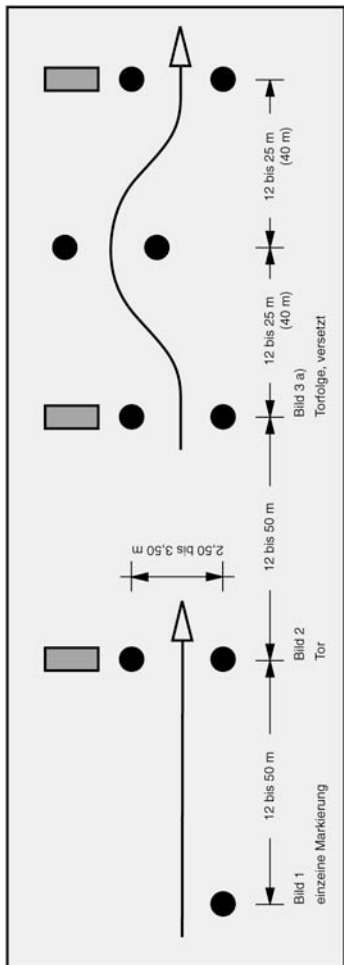 Bild 1
einzeine Markierung
12 bis 50 m
Bild 2
Tor
2,50 bis 3,50 m
12 bis 50 m
Bild 3 a)
Torfolge, versetzt
12 bis 25 m
(40 m)
12 bis 25 m
(40 m)